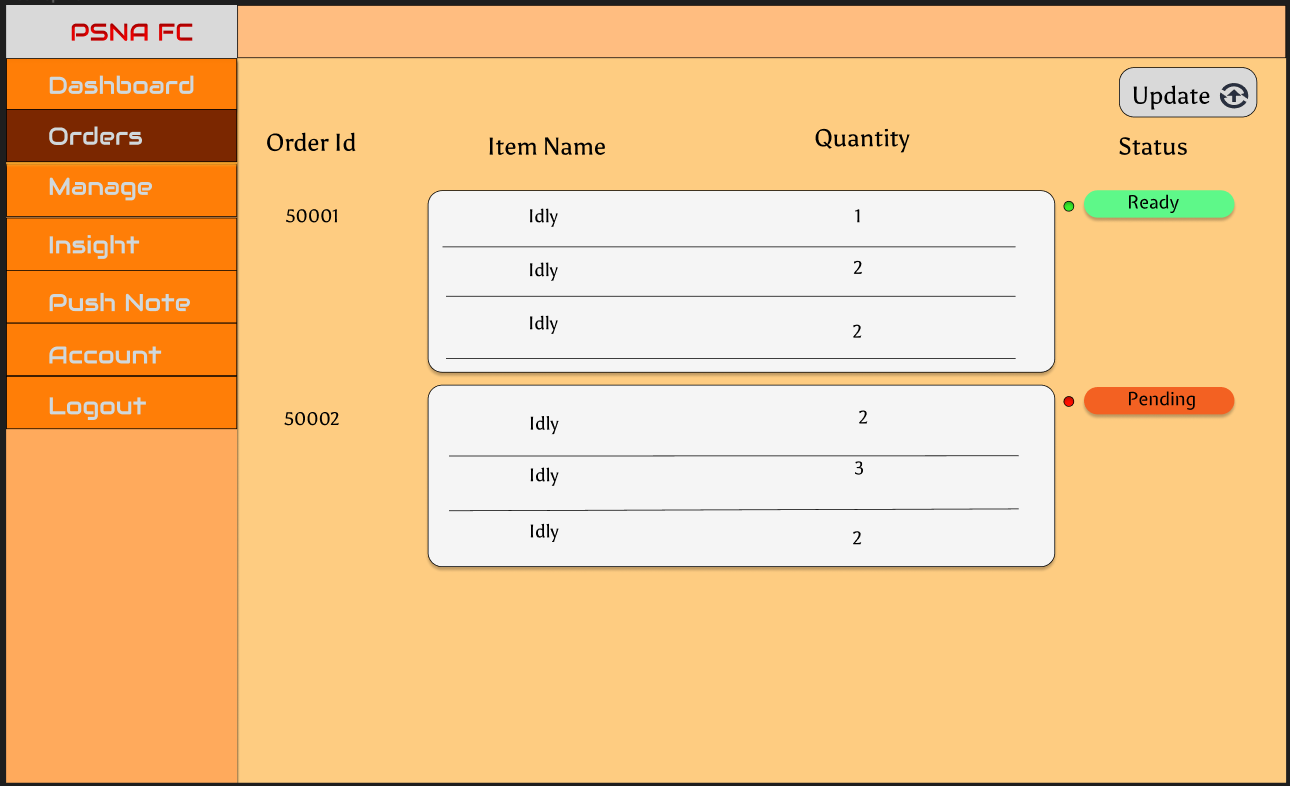 PSNA FC
Dashboard
Orders
Manage
Insight
Push Note
Account
Logout
Update
Order Id Item Name Quantity Status
50001 Idly 1 Ready
Idly 2
Idly 2
50002 Idly 2 Pending
Idly 3
Idly 2